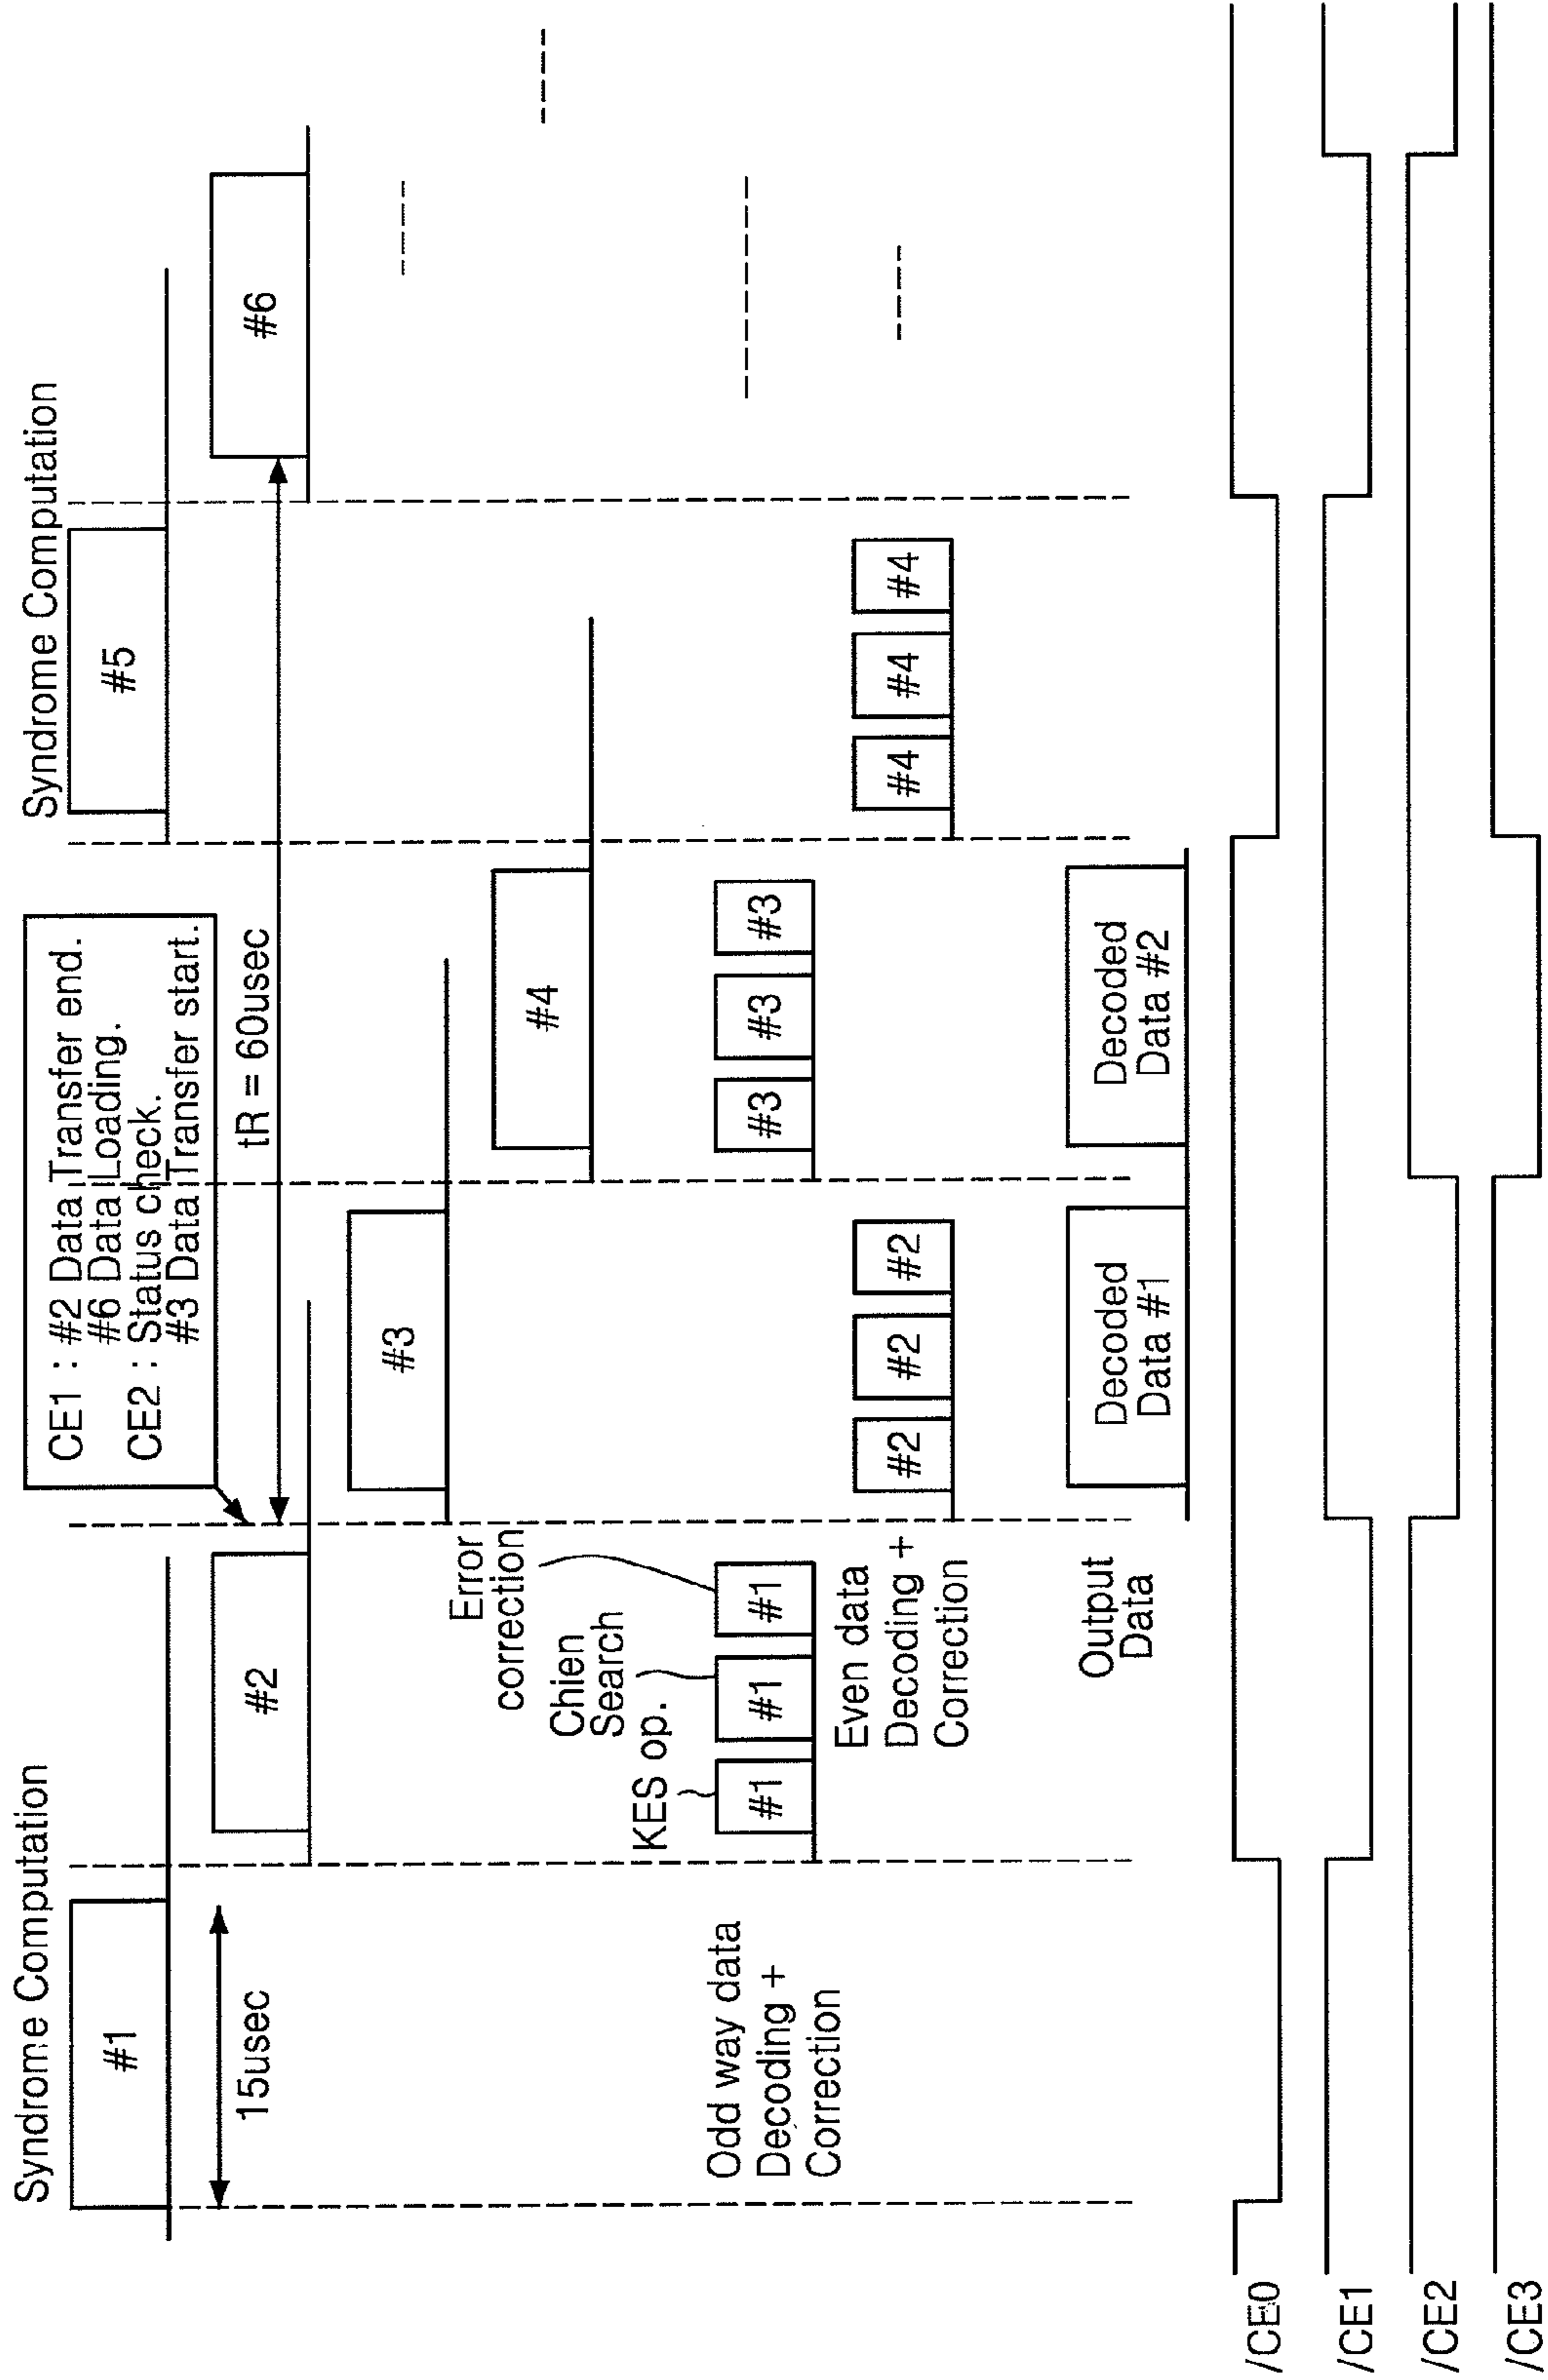 Syndrome Computation
Syndrome Computation
#1
#5
CE1 : #2 Data Transfer end.
#6 Data Loading.
CE2 : Status check.
#3 Data Transfer start.
15usec
tR = 60usec
#2
#6
#3
#4
Error
correction
Chien
Search
KES op.
Odd way data
Decoding +
Correction
#1
#1
#1
#3
#3
#3
Even data
Decoding +
Correction
#2
#2
#2
#4
#4
#4
Output
Data
Decoded
Data #1
Decoded
Data #2
/CE0
/CE1
/CE2
/CE3